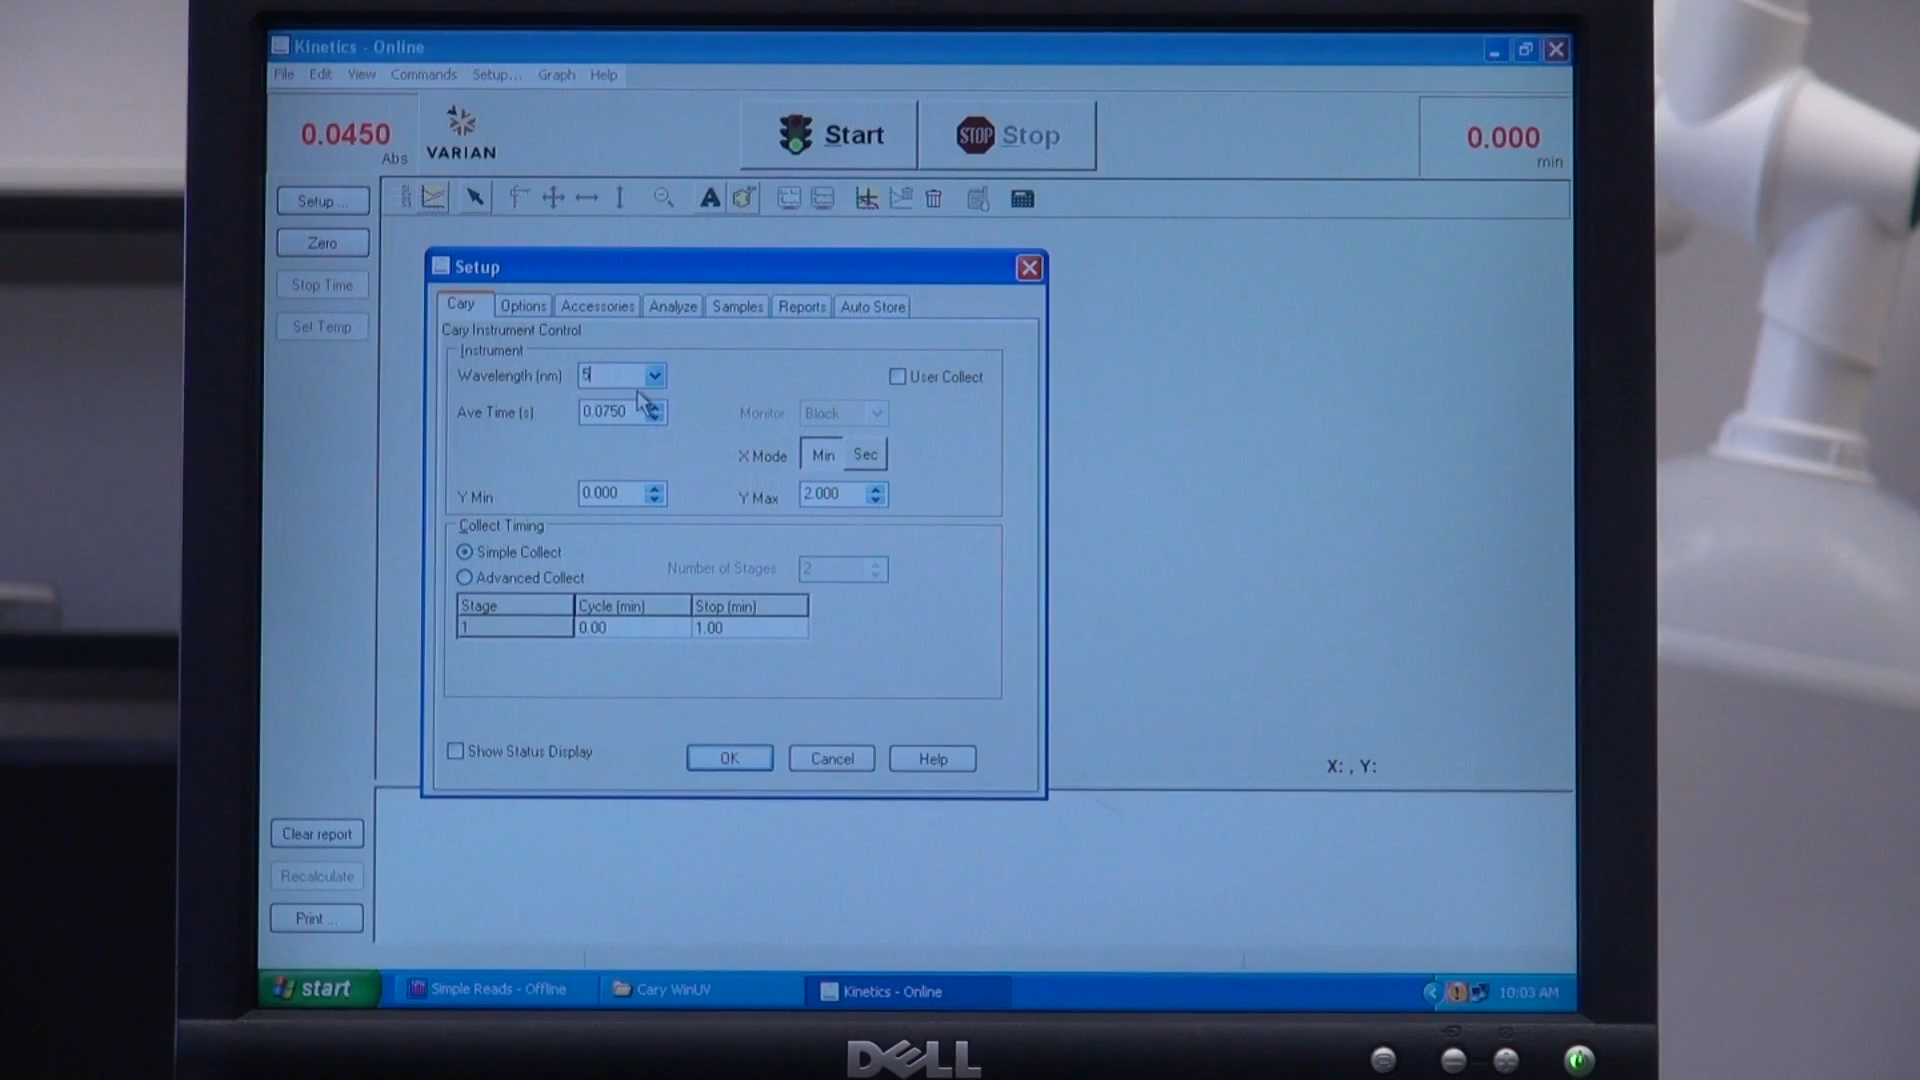 Kinetics - Online
File Edit View Commands Setup... Graph Help
0.0450
Abs
VARIAN
Start
STOP Stop
0.000
min
Setup ...
Zero
Stop Time
Set Temp
A
Setup
Cary Options Accessories Analyze Samples Reports Auto Store
Cary Instrument Control
Instrument
Wavelength (nm) 5
User Collect
Ave Time (s) 0.0750
Monitor Block
X Mode Min Sec
Y Min 0.000
Y Max 2.000
Collect Timing
Simple Collect
Advanced Collect
Number of Stages 2
Stage Cycle (min) Stop (min)
1 0.00 1.00
Show Status Display
OK Cancel Help
X: , Y:
Clear report
Recalculate
Print ...
start Simple Reads - Offline Cary WinUV Kinetics - Online 10:03 AM
DELL